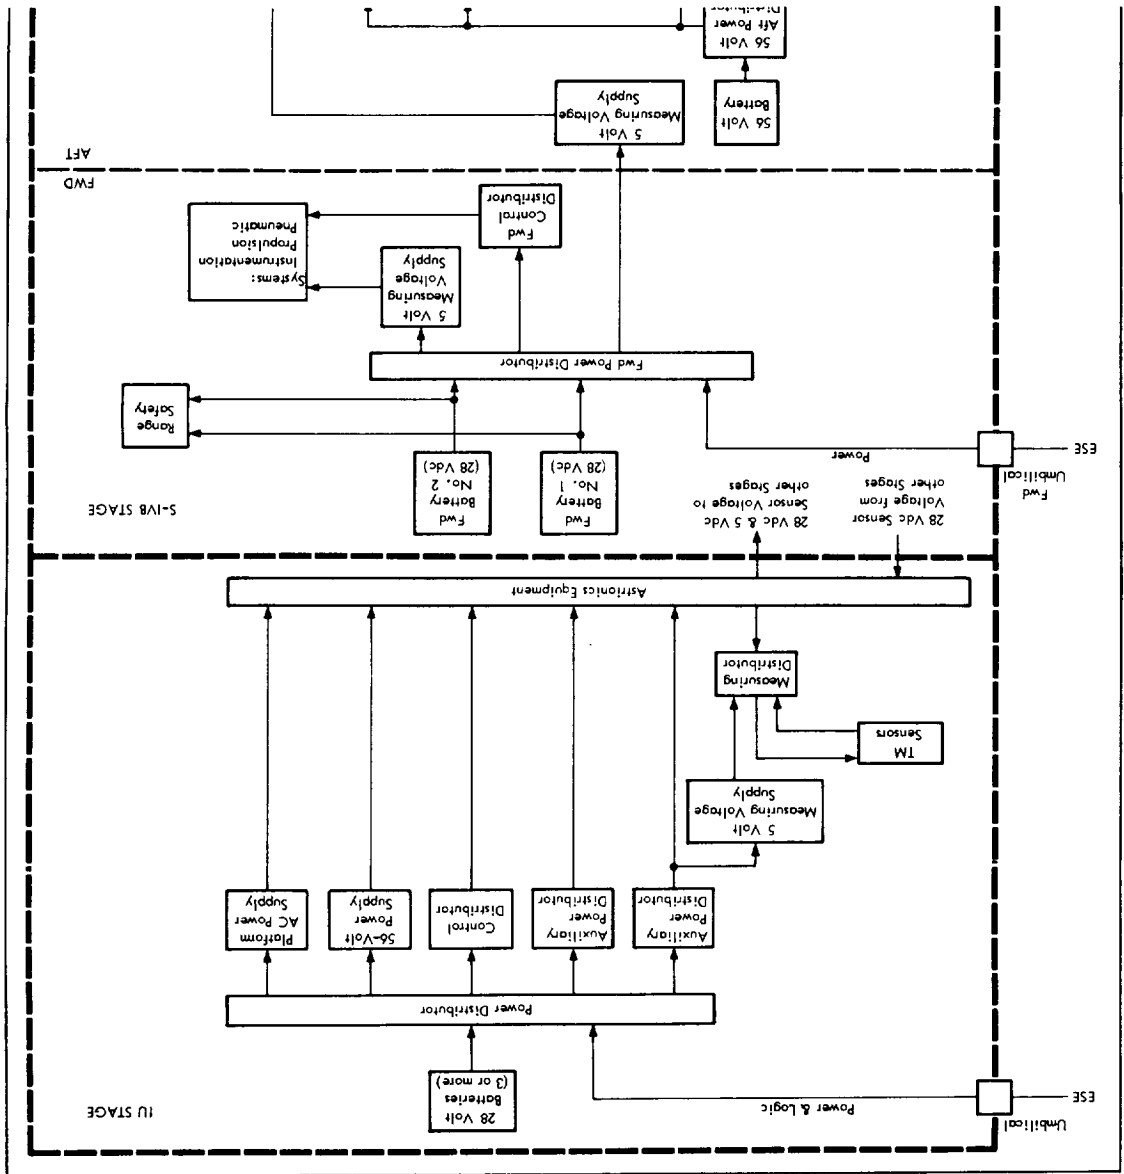 Umbilitical
ESE
Power & Logic
28 Volt
Batteries
(3 or more)
IU STAGE
Power Distributor
Auxiliary
Power
Distributor
Auxiliary
Power
Distributor
Control
Distributor
56-Volt
Power
Supply
Platform
AC Power
Supply
5 Volt
Measuring Voltage
Supply
TM
Sensors
Measuring
Distributor
Astrionics Equipment
28 Vdc Sensor
Voltage from
other Stages
28 Vdc & 5 Vdc
Sensor Voltage to
other Stages
S-IVB STAGE
Fwd
Umbilitical
ESE
Power
Fwd
Battery
No. 1
(28 Vdc)
Fwd
Battery
No. 2
(28 Vdc)
Range
Safety
Fwd Power Distributor
5 Volt
Measuring
Voltage
Supply
Fwd
Control
Distributor
Systems:
Instrumentation
Propulsion
Pneumatic
FWD
AFT
56 Volt
Battery
5 Volt
Measuring Voltage
Supply
56 Volt
Aft Power
Distributor